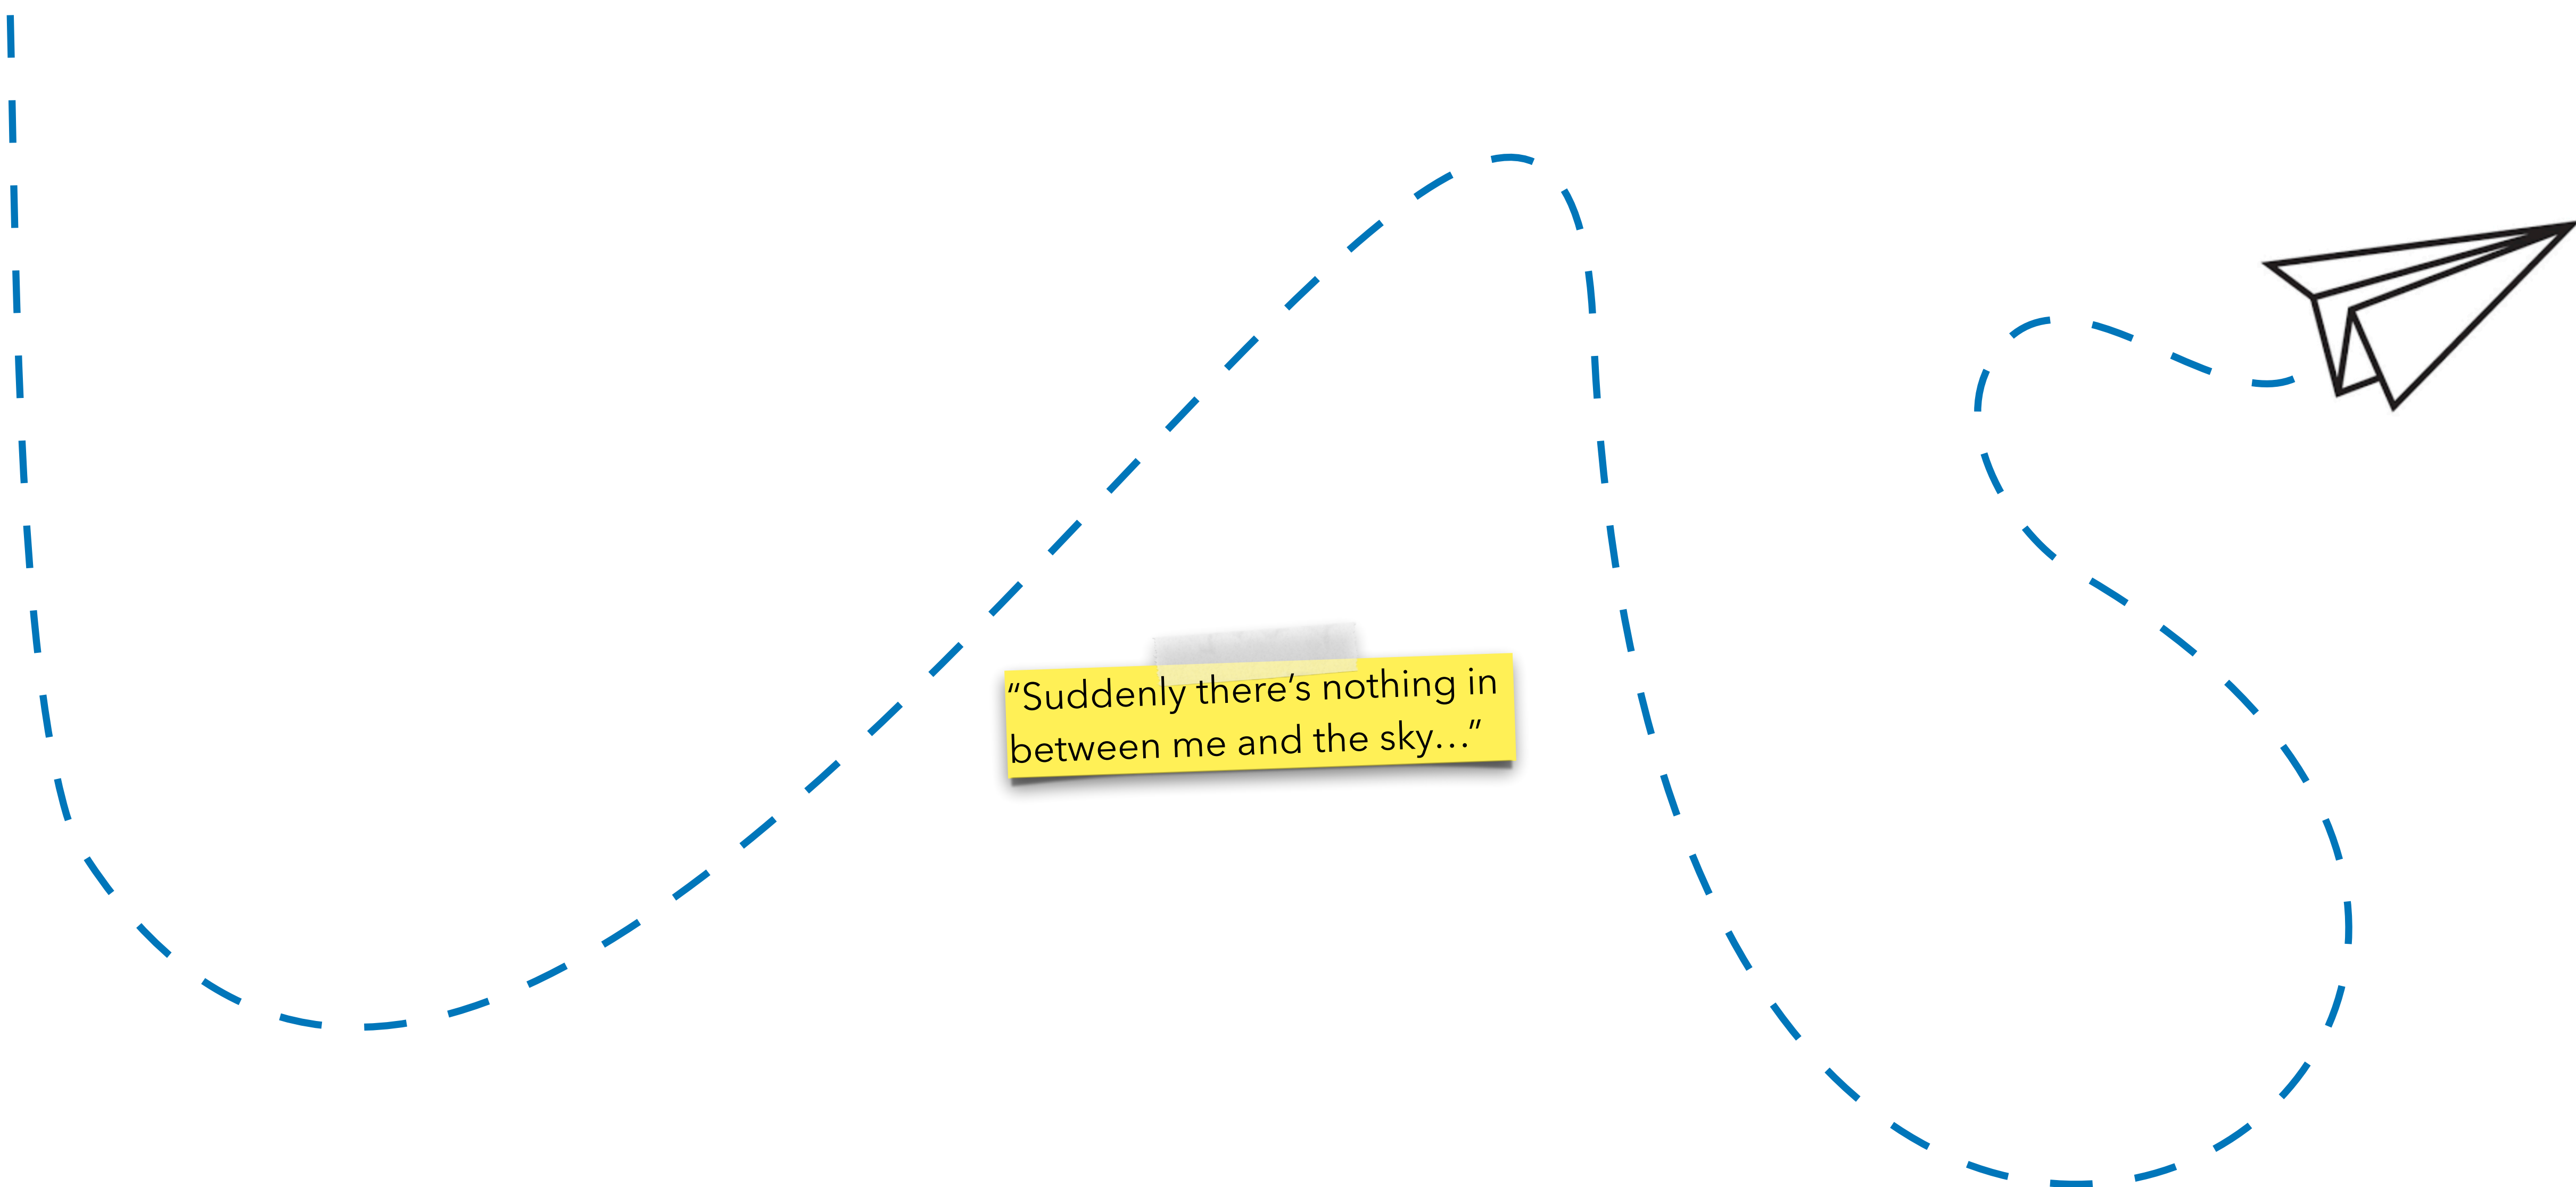 “Suddenly there’s nothing in
between me and the sky…”